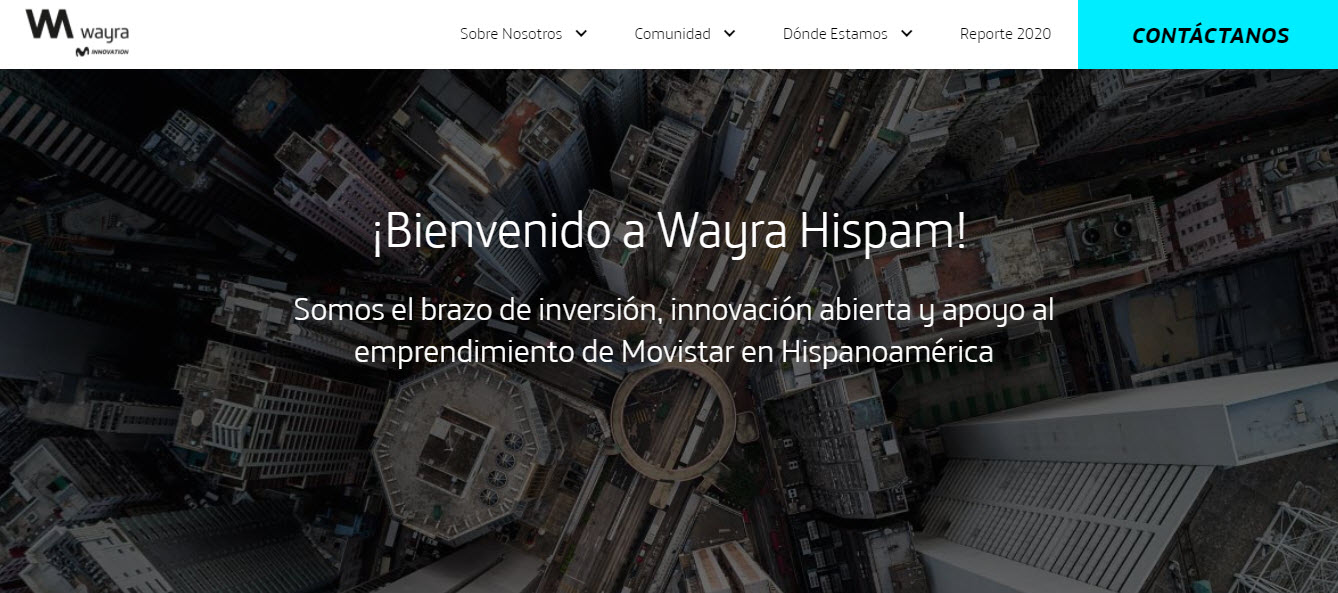 wayra
INNOVATION
Sobre Nosotros
Comunidad
Dónde Estamos
Reporte 2020
CONTÁCTANOS
¡Bienvenido a Wayra Hispam!
Somos el brazo de inversión, innovación abierta y apoyo al
emprendimiento de Movistar en Hispanoamérica